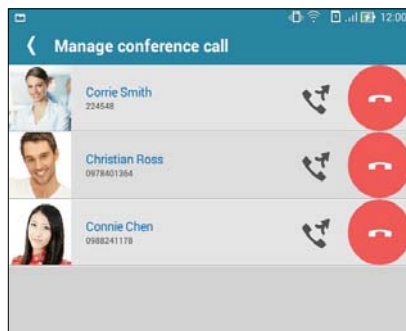 12:00
Manage conference call
Corrie Smith
224548
Christian Ross
0978401364
Connie Chen
0988241178